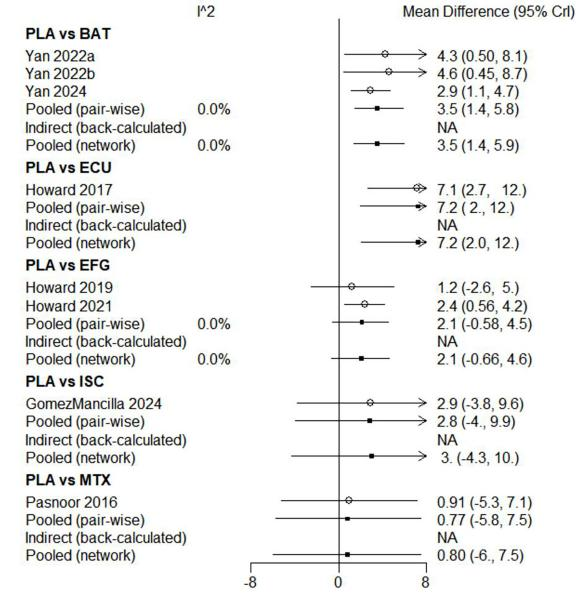 I^2 Mean Difference (95% CrI)
PLA vs BAT
Yan 2022a 4.3 (0.50, 8.1)
Yan 2022b 4.6 (0.45, 8.7)
Yan 2024 2.9 (1.1, 4.7)
Pooled (pair-wise) 0.0% 3.5 (1.4, 5.8)
Indirect (back-calculated) NA
Pooled (network) 0.0% 3.5 (1.4, 5.9)
PLA vs ECU
Howard 2017 7.1 (2.7, 12.)
Pooled (pair-wise) 7.2 ( 2., 12.)
Indirect (back-calculated) NA
Pooled (network) 7.2 (2.0, 12.)
PLA vs EFG
Howard 2019 1.2 (-2.6, 5.)
Howard 2021 2.4 (0.56, 4.2)
Pooled (pair-wise) 0.0% 2.1 (-0.58, 4.5)
Indirect (back-calculated) NA
Pooled (network) 0.0% 2.1 (-0.66, 4.6)
PLA vs ISC
GomezMancilla 2024 2.9 (-3.8, 9.6)
Pooled (pair-wise) 2.8 (-4., 9.9)
Indirect (back-calculated) NA
Pooled (network) 3. (-4.3, 10.)
PLA vs MTX
Pasnoor 2016 0.91 (-5.3, 7.1)
Pooled (pair-wise) 0.77 (-5.8, 7.5)
Indirect (back-calculated) NA
Pooled (network) 0.80 (-6., 7.5)
-8 0 8